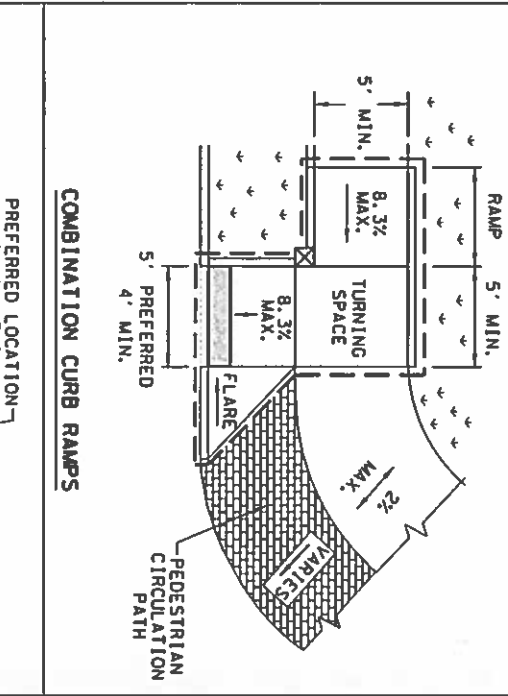 RAMP
5' MIN.
5' MIN.
8.3%
MAX.
TURNING
SPACE
8.3%
MAX.
5' PREFERRED
4' MIN.
FLARE
2%
MAX.
VARIES
PEDESTRIAN
CIRCULATION
PATH
COMBINATION CURB RAMPS
PREFERRED LOCATION